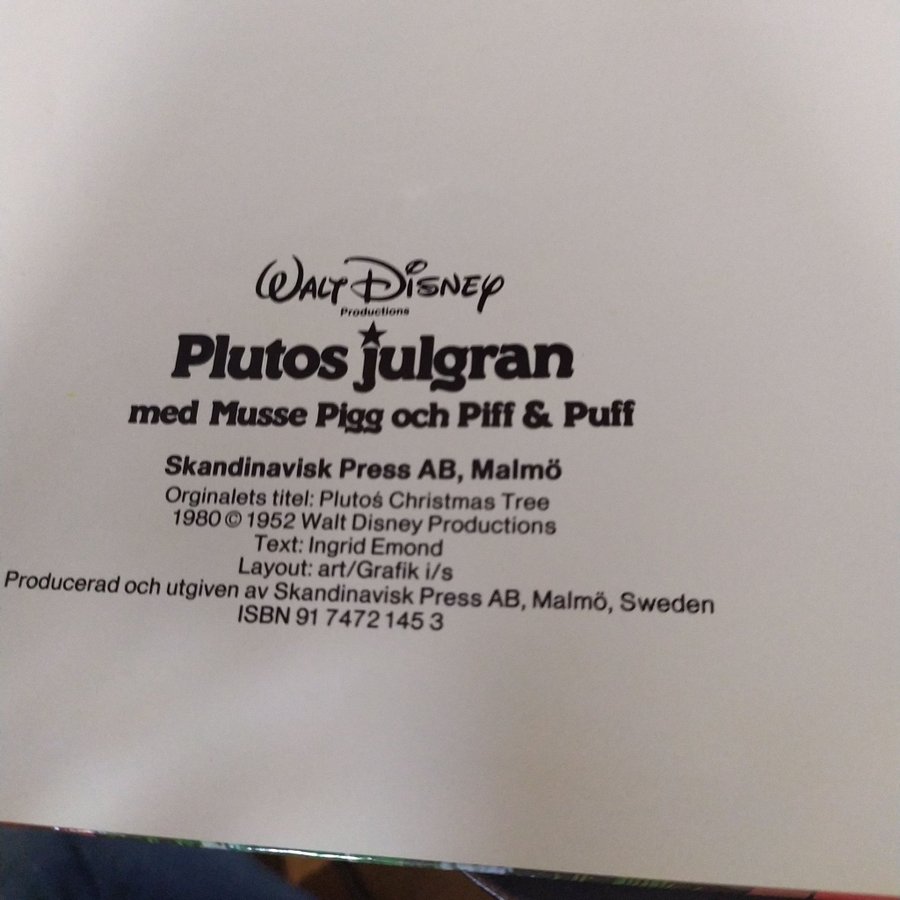 Walt Disney
Productions
Plutos julgran
med Musse Pigg och Piff & Puff
Skandinavisk Press AB, Malmö
Orginalets titel: Plutoś Christmas Tree
1980 © 1952 Walt Disney Productions
Text: Ingrid Emond
Layout: art/Grafik i/s
Producerad och utgiven av Skandinavisk Press AB, Malmö, Sweden
ISBN 91 7472 145 3